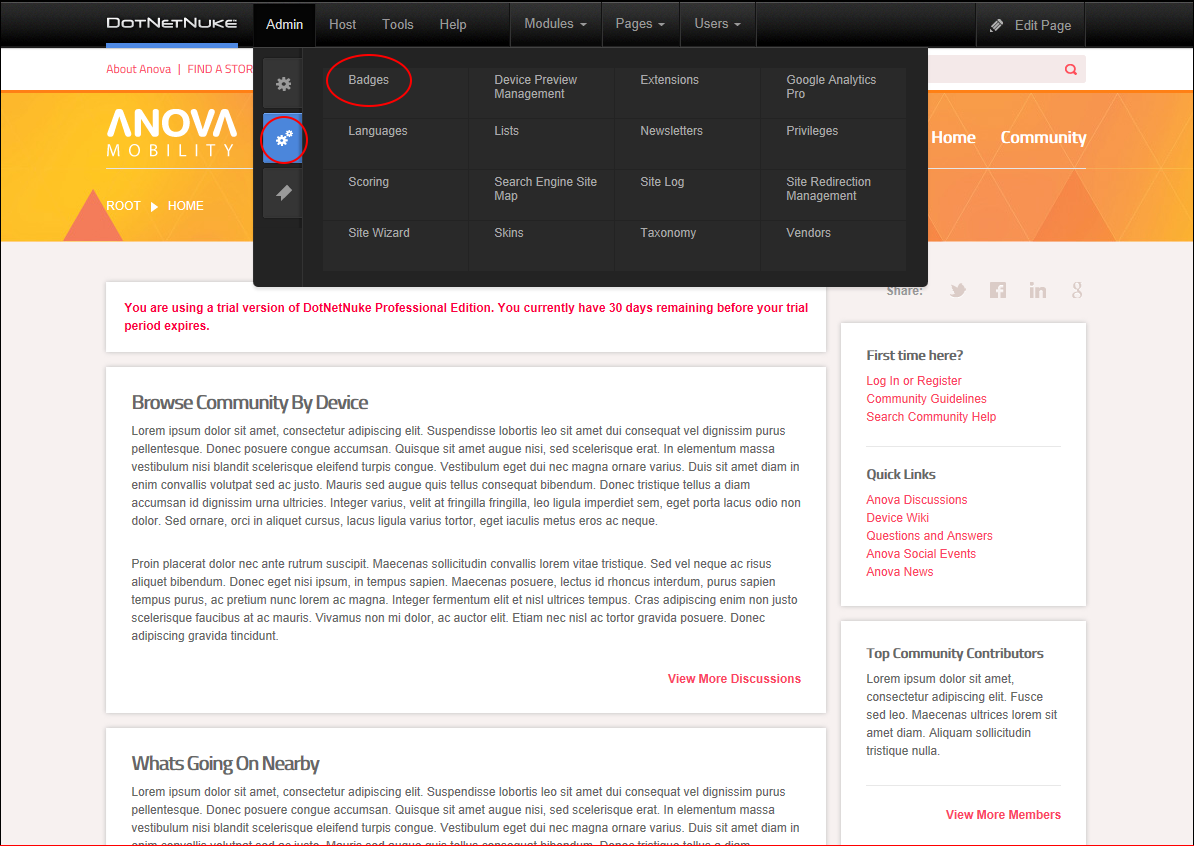 DotNetNuke
Admin
Host
Tools
Help
Modules
Pages
Users
Edit Page
About Anova | FIND A STOR
ANOVA
MOBILITY
Home
Community
ROOT
HOME
Badges
Device Preview
Management
Extensions
Google Analytics
Pro
Languages
Lists
Newsletters
Privileges
Scoring
Search Engine Site
Map
Site Log
Site Redirection
Management
Site Wizard
Skins
Taxonomy
Vendors
Share:
You are using a trial version of DotNetNuke Professional Edition. You currently have 30 days remaining before your trial
period expires.
Browse Community By Device
Lorem ipsum dolor sit amet, consectetur adipiscing elit. Suspendisse lobortis leo sit amet dui consequat vel dignissim purus
pellentesque. Donec posuere congue accumsan. Quisque sit amet augue nisi, sed scelerisque erat. In elementum massa
vestibulum nisi blandit scelerisque eleifend turpis congue. Vestibulum eget dui nec magna ornare varius. Duis sit amet diam in
enim convallis volutpat sed ac justo. Mauris sed augue quis tellus consequat bibendum. Donec tristique tellus a diam
accumsan id dignissim urna ultricies. Integer varius, velit at fringilla fringilla, leo ligula imperdiet sem, eget porta lacus odio non
dolor. Sed ornare, orci in aliquet cursus, lacus ligula varius tortor, eget iaculis metus eros ac neque.
Proin placerat dolor nec ante rutrum suscipit. Maecenas sollicitudin convallis lorem vitae tristique. Sed vel neque ac risus
aliquet bibendum. Donec eget nisi ipsum, in tempus sapien. Maecenas posuere, lectus id rhoncus interdum, purus sapien
tempus purus, ac pretium nunc lorem ac magna. Integer fermentum elit et nisl ultrices tempus. Cras adipiscing enim non justo
scelerisque faucibus at ac mauris. Vivamus non mi dolor, ac auctor elit. Etiam nec nisl ac tortor gravida posuere. Donec
adipiscing gravida tincidunt.
View More Discussions
Whats Going On Nearby
Lorem ipsum dolor sit amet, consectetur adipiscing elit. Suspendisse lobortis leo sit amet dui consequat vel dignissim purus
pellentesque. Donec posuere congue accumsan. Quisque sit amet augue nisi, sed scelerisque erat. In elementum massa
vestibulum nisi blandit scelerisque eleifend turpis congue. Vestibulum eget dui nec magna ornare varius. Duis sit amet diam in
First time here?
Log In or Register
Community Guidelines
Search Community Help
Quick Links
Anova Discussions
Device Wiki
Questions and Answers
Anova Social Events
Anova News
Top Community Contributors
Lorem ipsum dolor sit amet,
consectetur adipiscing elit. Fusce
sed leo. Maecenas ultrices lorem sit
amet diam. Aliquam sollicitudin
tristique nulla.
View More Members